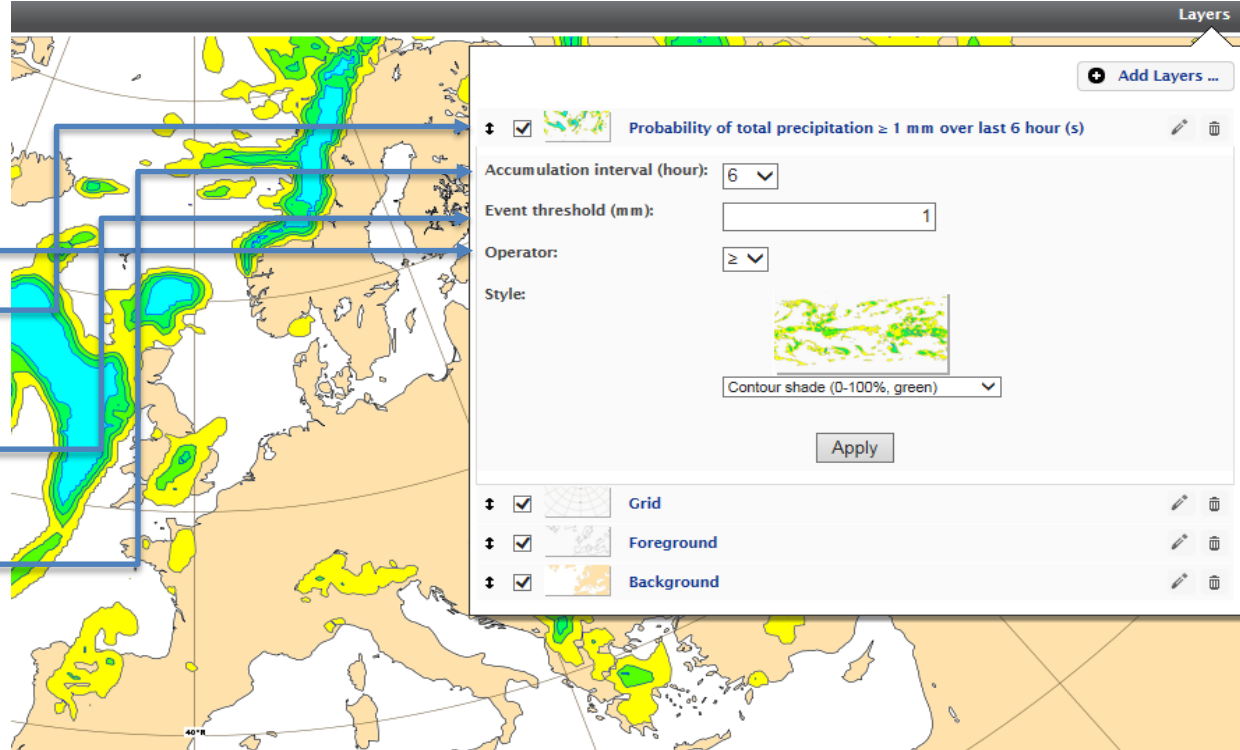 Layers
Add Layers ...
Probability of total precipitation ≥ 1 mm over last 6 hour (s)
Accumulation interval (hour): 6
Event threshold (mm): 1
Operator: ≥
Style:
Contour shade (0-100%, green)
Apply
Grid
Foreground
Background